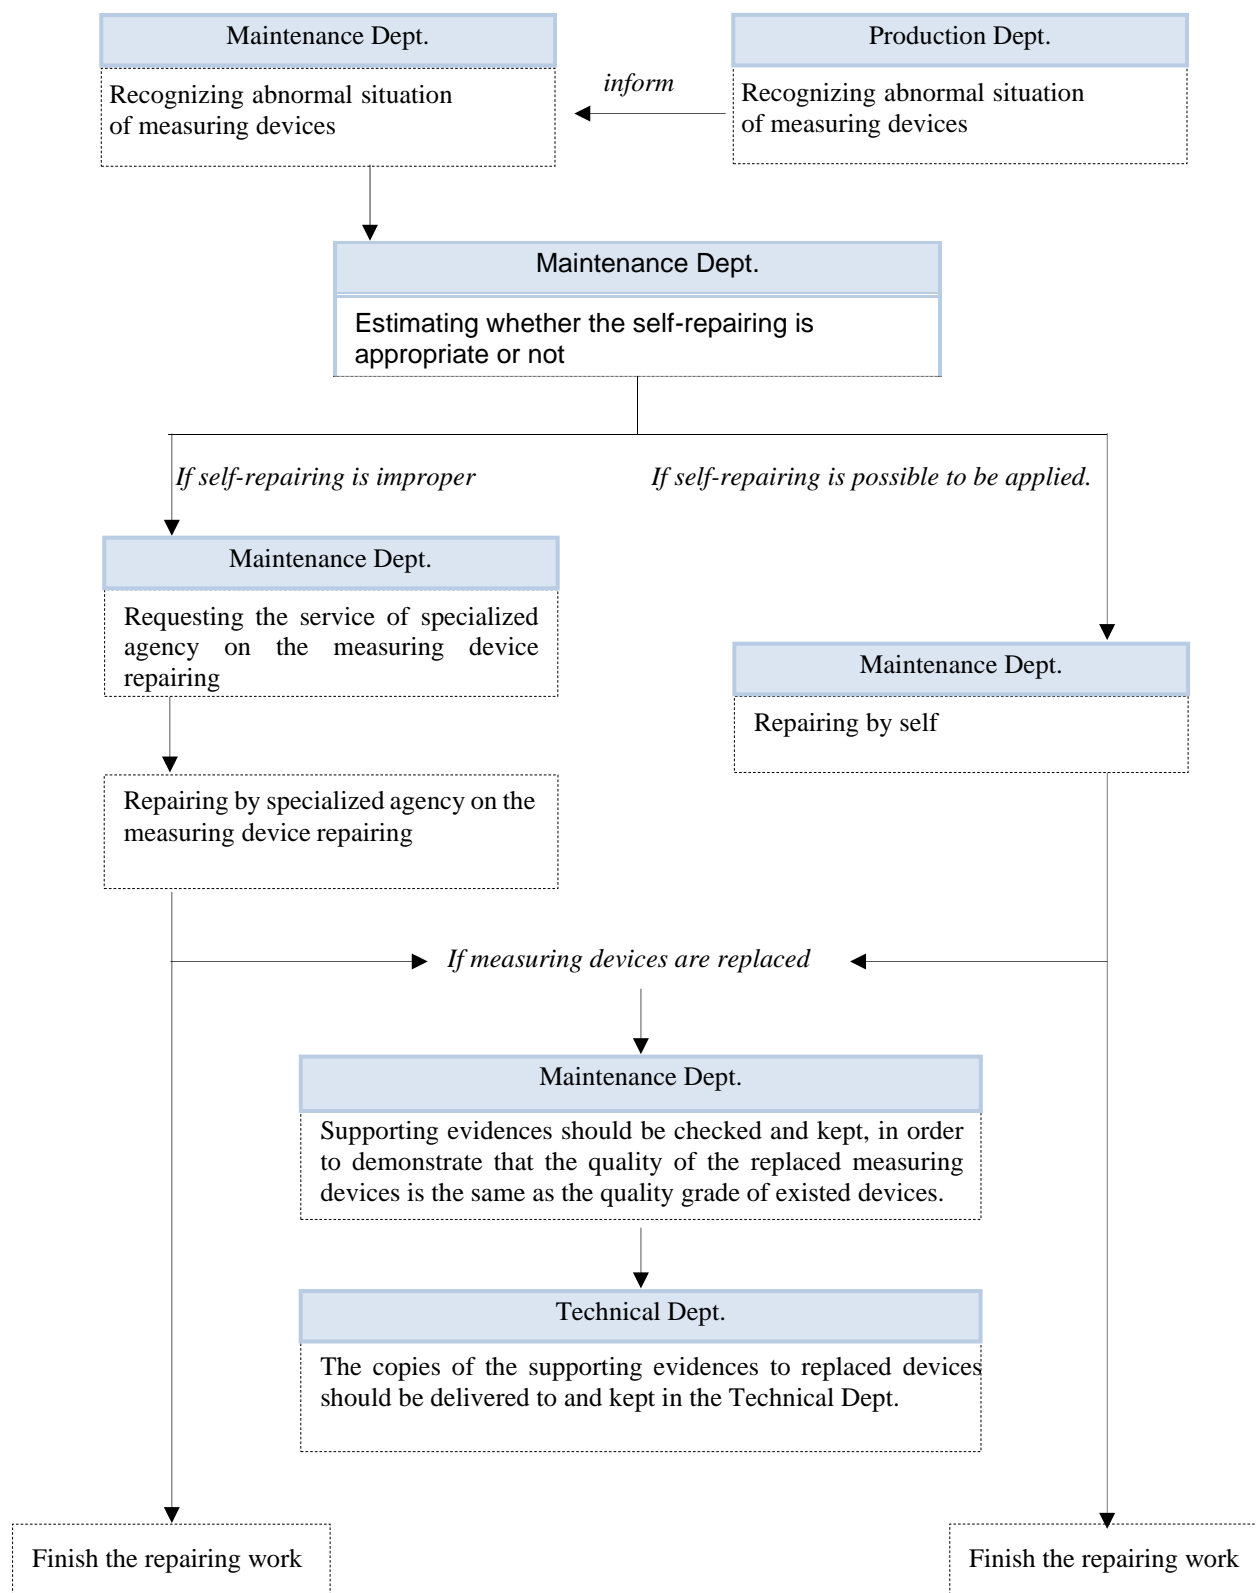 Maintenance Dept.
Production Dept.
Recognizing abnormal situation
of measuring devices
inform
Recognizing abnormal situation
of measuring devices
Maintenance Dept.
Estimating whether the self-repairing is
appropriate or not
If self-repairing is improper
If self-repairing is possible to be applied.
Maintenance Dept.
Requesting the service of specialized
agency on the measuring device
repairing
Maintenance Dept.
Repairing by self
Repairing by specialized agency on the
measuring device repairing
If measuring devices are replaced
Maintenance Dept.
Supporting evidences should be checked and kept, in order
to demonstrate that the quality of the replaced measuring
devices is the same as the quality grade of existed devices.
Technical Dept.
The copies of the supporting evidences to replaced devices
should be delivered to and kept in the Technical Dept.
Finish the repairing work
Finish the repairing work